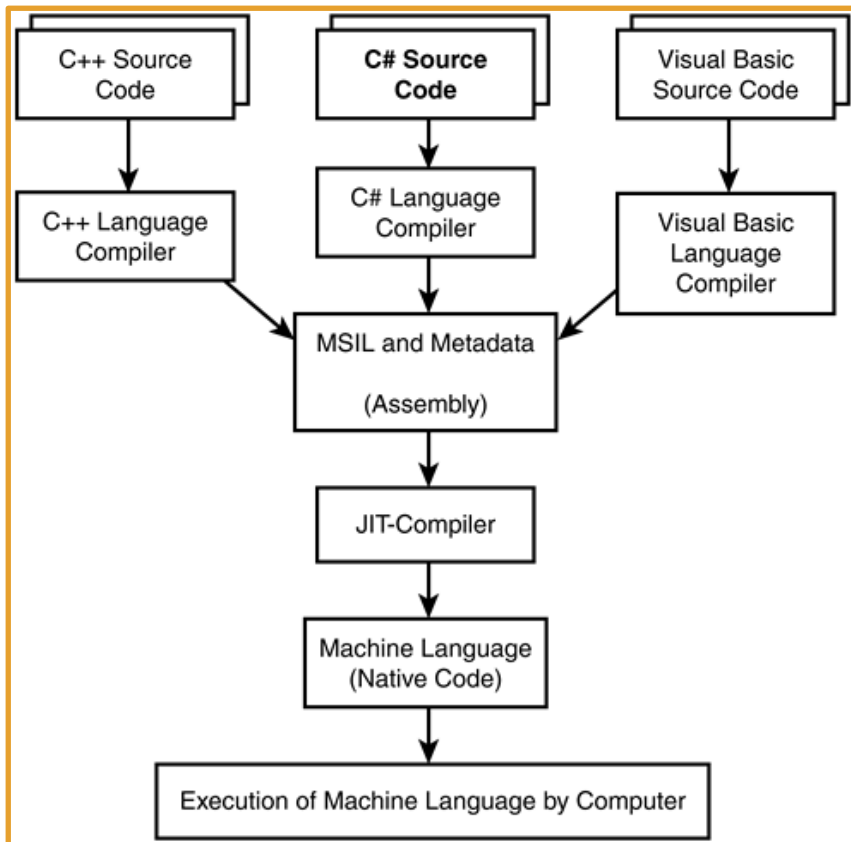 C++ Source
Code
C# Source
Code
Visual Basic
Source Code
C++ Language
Compiler
C# Language
Compiler
Visual Basic
Language
Compiler
MSIL and Metadata
(Assembly)
JIT-Compiler
Machine Language
(Native Code)
Execution of Machine Language by Computer